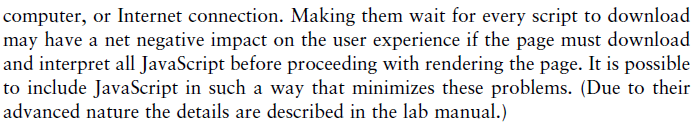 computer, or Internet connection. Making them wait for every script to download
may have a net negative impact on the user experience if the page must download
and interpret all JavaScript before proceeding with rendering the page. It is possible
to include JavaScript in such a way that minimizes these problems. (Due to their
advanced nature the details are described in the lab manual.)